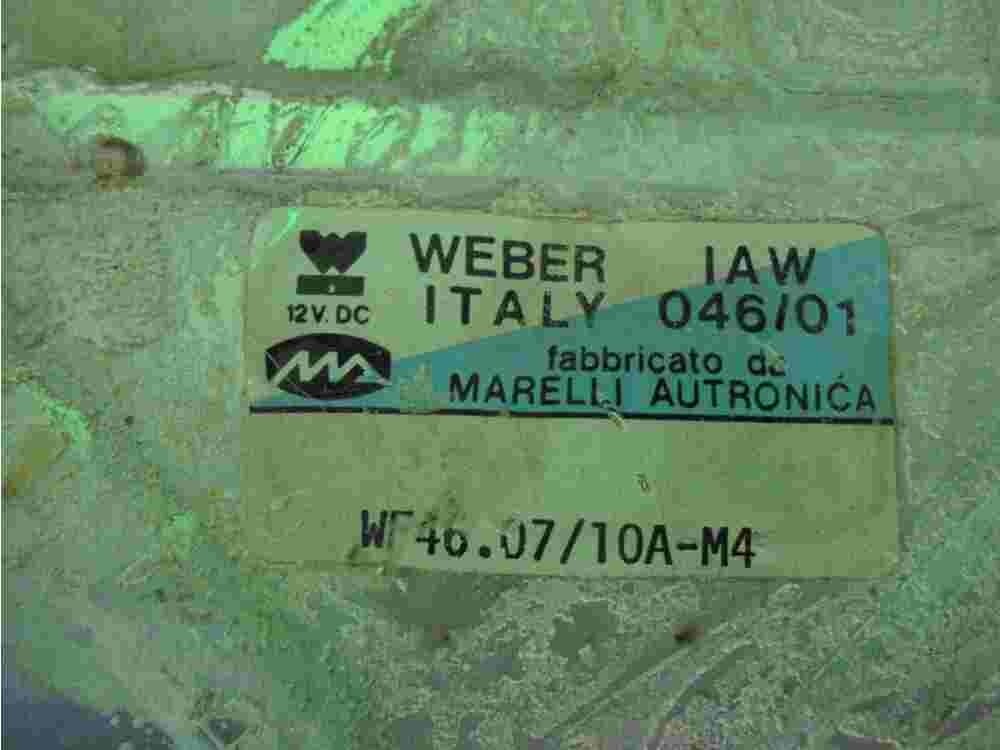 WEBER IAW
ITALY 046/01
12V. DC
fabbricato da
MARELLI AUTRONICA
WF46.07/10A-M4